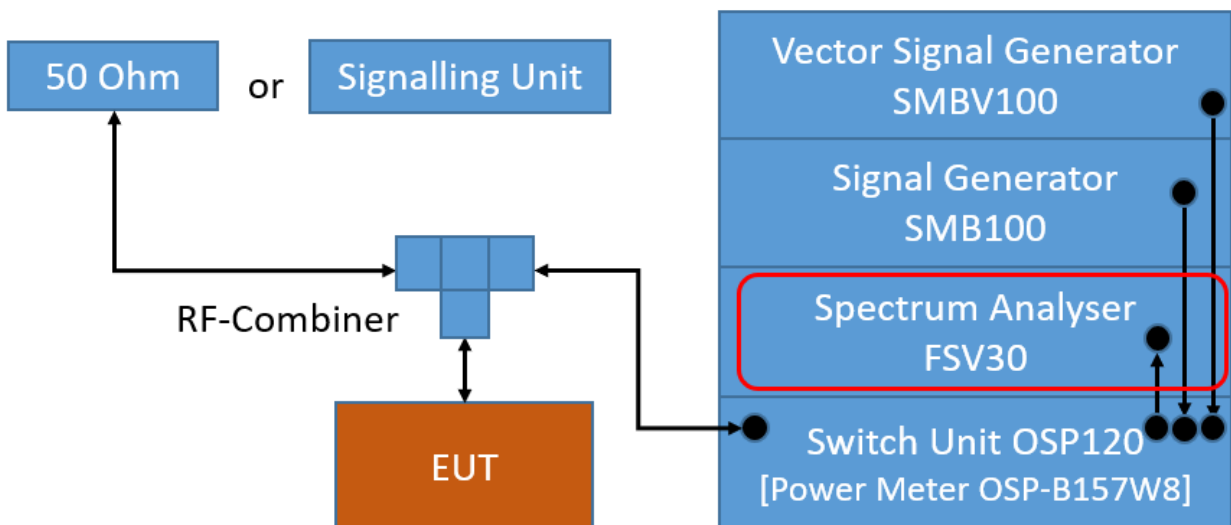 50 Ohm
or
Signalling Unit
RF-Combiner
EUT
Vector Signal Generator
SMBV100
Signal Generator
SMB100
Spectrum Analyser
FSV30
Switch Unit OSP120
[Power Meter OSP-B157W8]